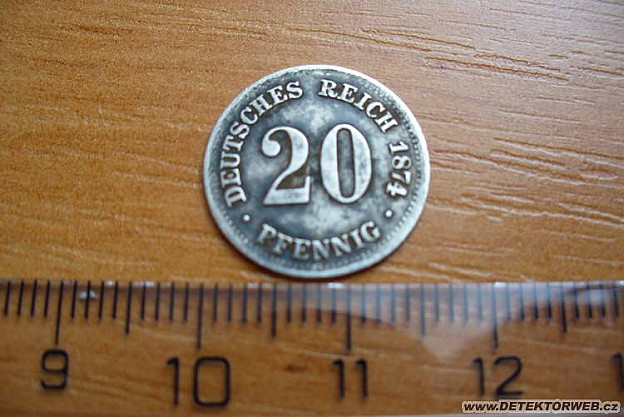 DEUTSCHES REICH 1874
20
PFENNIG
9 10 11 12
WWW.DETEKTORWEB.CZ